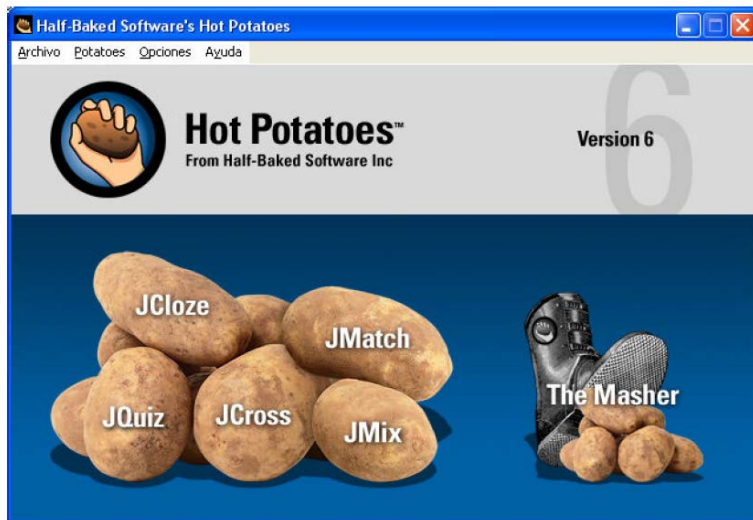 Half-Baked Software's Hot Potatoes
Archivo Potatoes Opciones Ayuda
Hot Potatoes™
From Half-Baked Software Inc
Version 6
6
JCloze
JMatch
JQuiz
JCross
JMix
The Masher